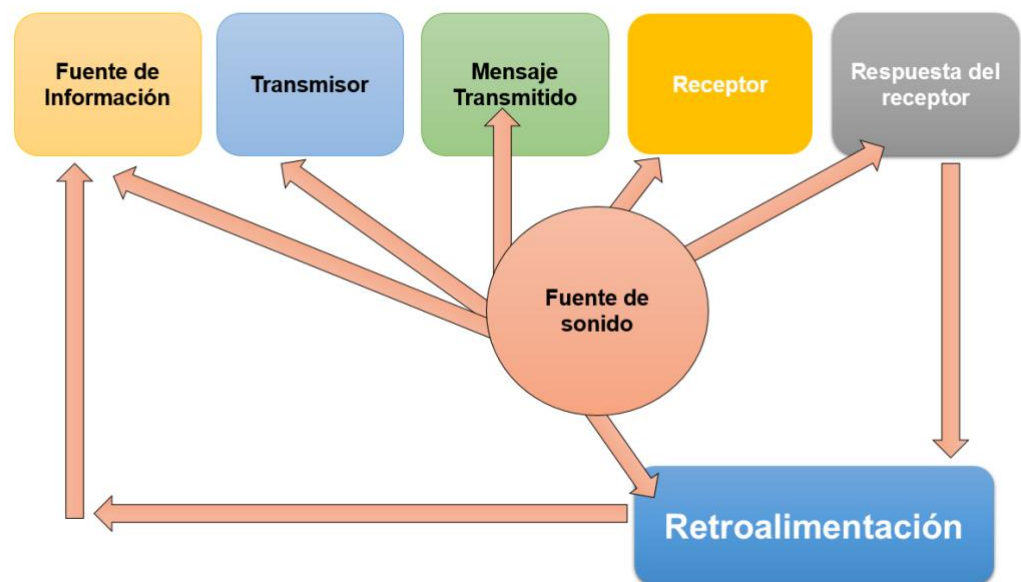 Fuente de
Información
Transmisor
Mensaje
Transmitido
Receptor
Respuesta del
receptor
Fuente de
sonido
Retroalimentación